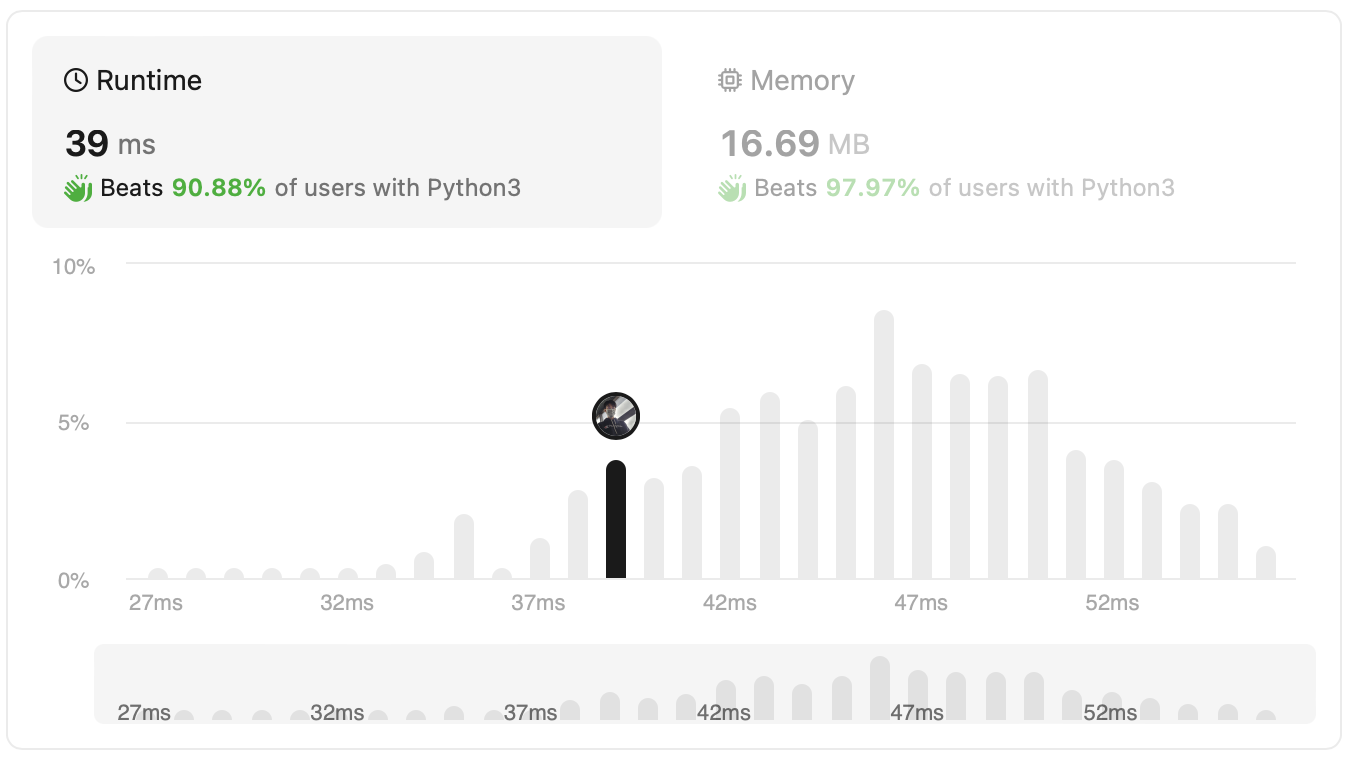 Runtime
39 ms
Beats 90.88% of users with Python3
Memory
16.69 MB
Beats 97.97% of users with Python3
10%
5%
0%
27ms 32ms 37ms 42ms 47ms 52ms
27ms 32ms 37ms 42ms 47ms 52ms